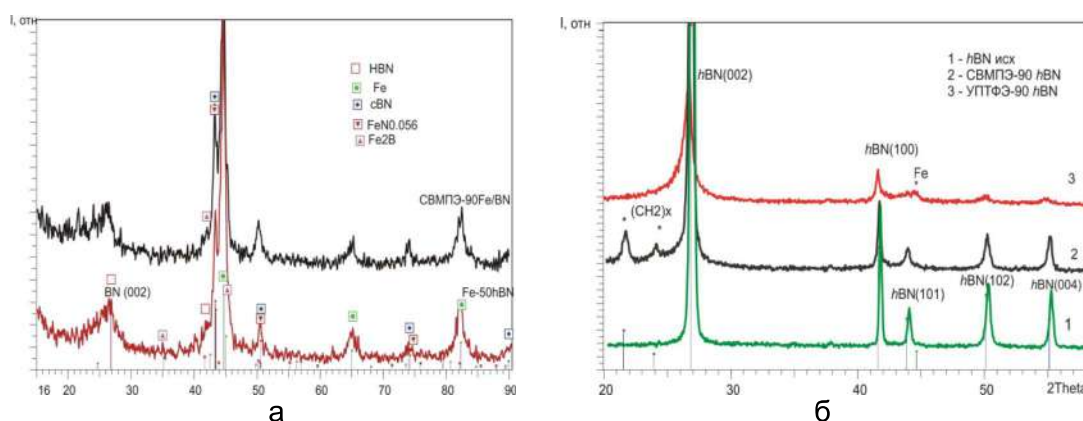 I, отн
HBN
Fe
cBN
FeN0.056
Fe2B
СВМПЭ-90Fe/BN
BN (002)
Fe-50hBN
16 20 30 40 50 60 70 80 90
а
I, отн
1 - hBN исх
2 - СВМПЭ-90 hBN
3 - УПТФЭ-90 hBN
hBN(002)
hBN(100)
Fe
3
(CH2)x
2
hBN(101)
hBN(102)
hBN(004)
1
20 30 40 50 2Theta
б